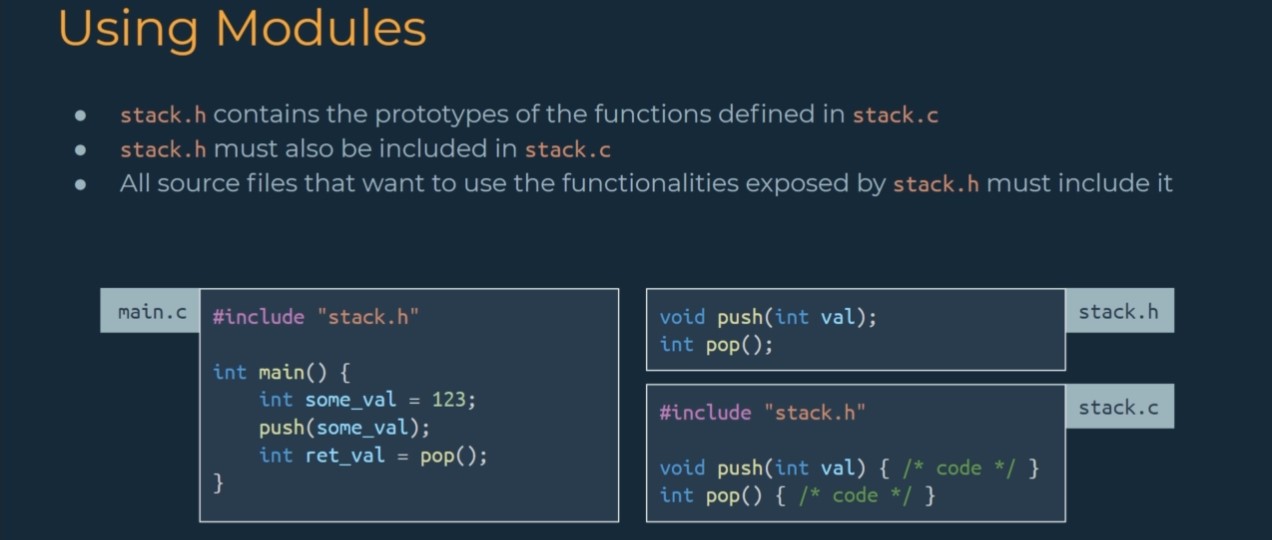 Using Modules
● stack.h contains the prototypes of the functions defined in stack.c
● stack.h must also be included in stack.c
● All source files that want to use the functionalities exposed by stack.h must include it
main.c
#include "stack.h"

int main() {
    int some_val = 123;
    push(some_val);
    int ret_val = pop();
}
void push(int val);
int pop();
stack.h
#include "stack.h"

void push(int val) { /* code */ }
int pop() { /* code */ }
stack.c